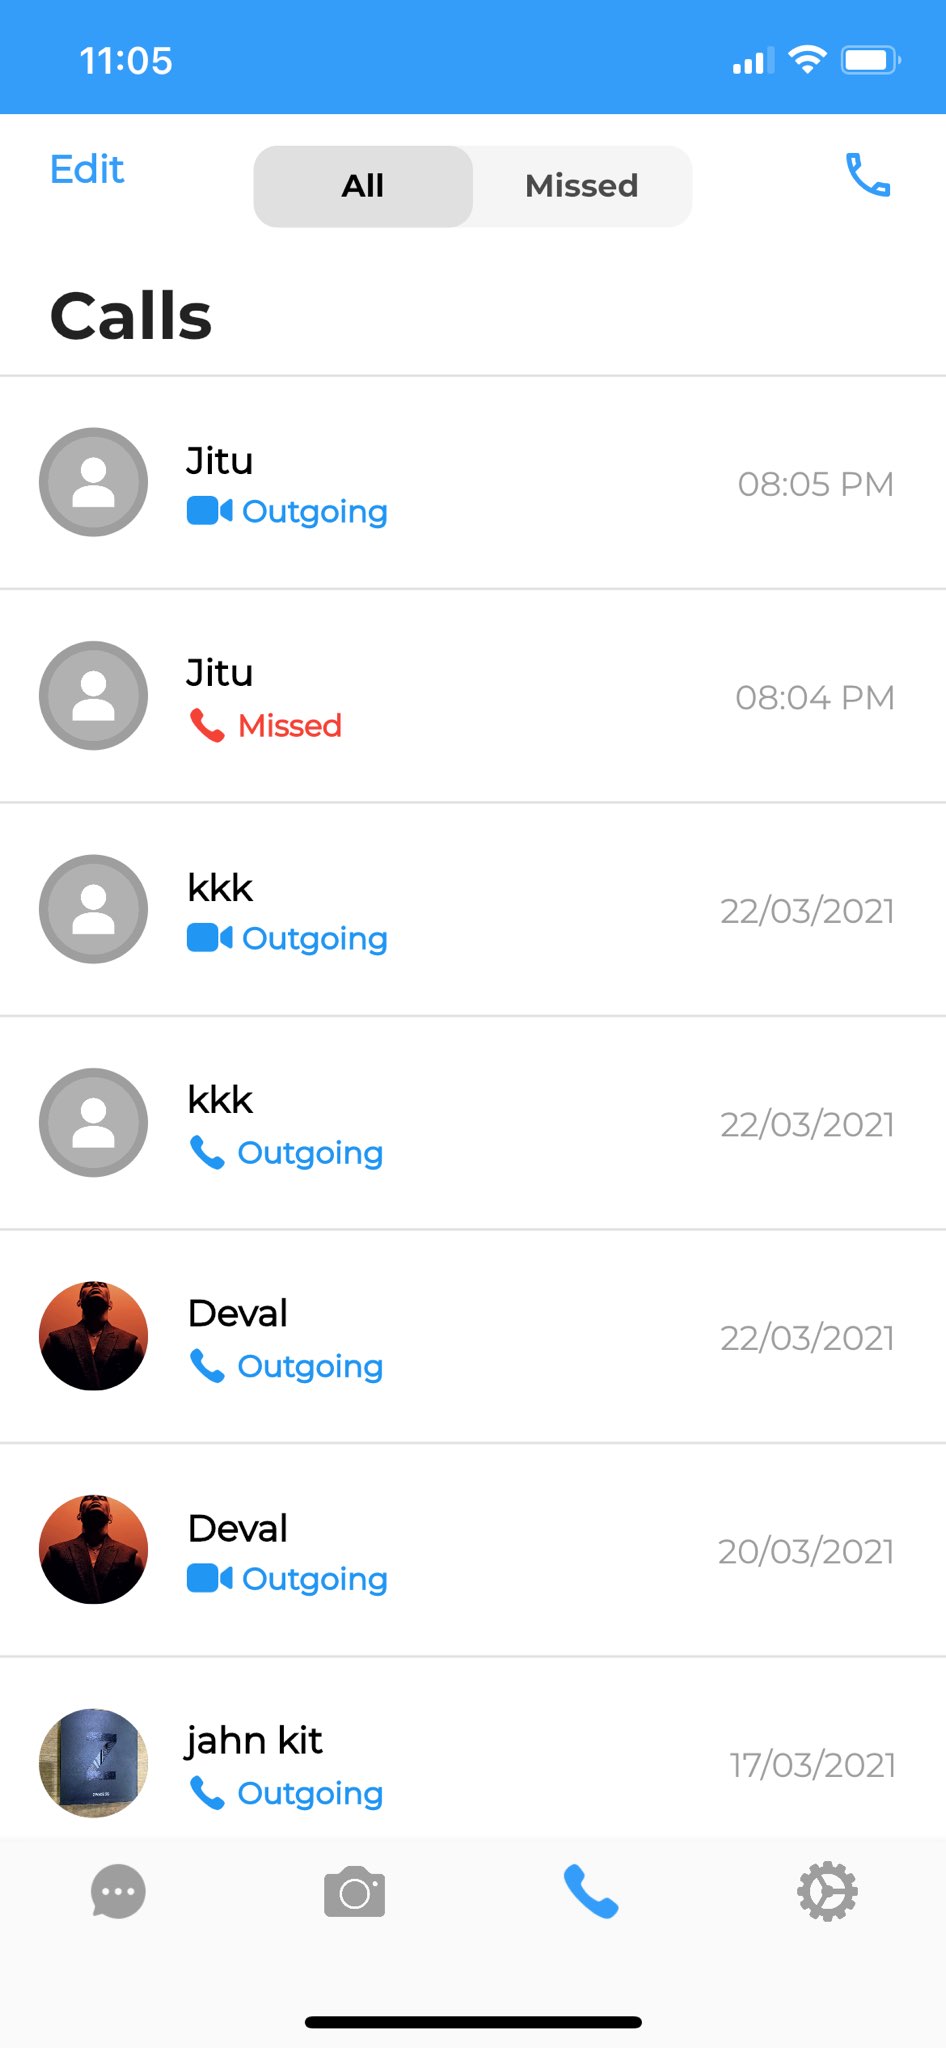 11:05
Edit
All
Missed
Calls
Jitu
Outgoing
08:05 PM
Jitu
Missed
08:04 PM
kkk
Outgoing
22/03/2021
kkk
Outgoing
22/03/2021
Deval
Outgoing
22/03/2021
Deval
Outgoing
20/03/2021
jahn kit
Outgoing
17/03/2021